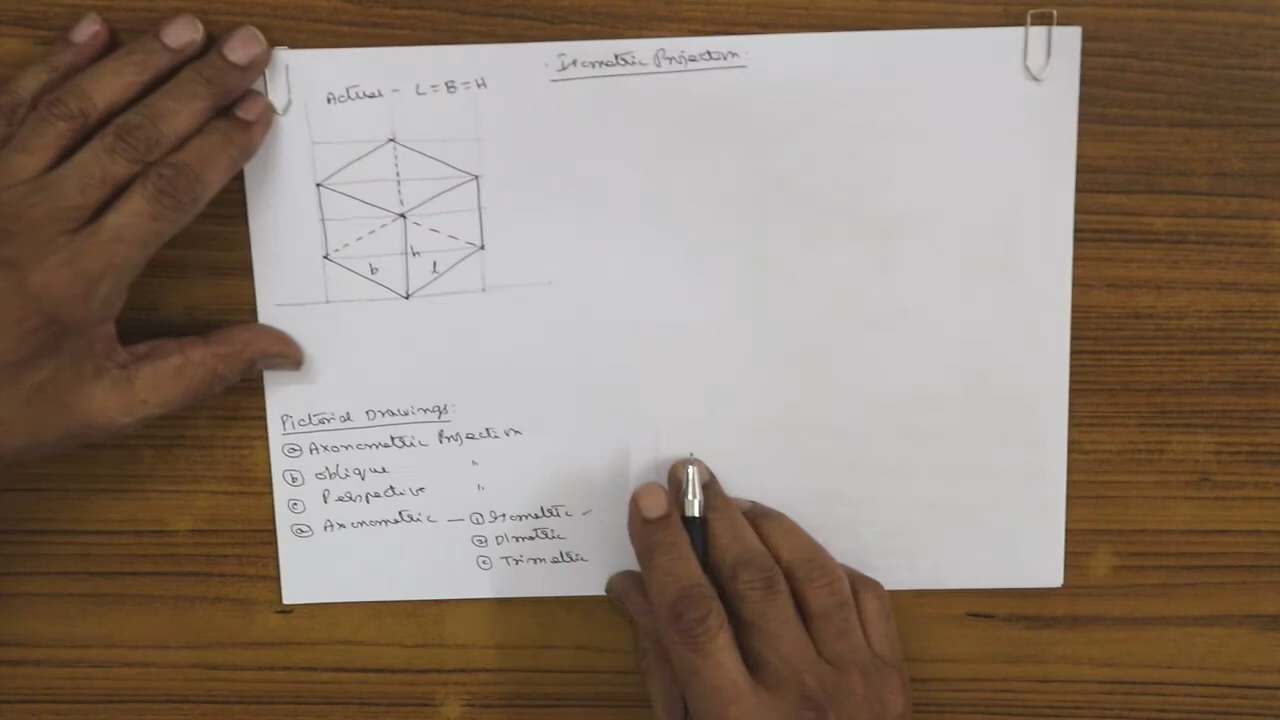 Isometric Projection:
Actual - L=B=H
h
b
l
Pictorial Drawings:
(a) Axonometric Projection
(b) oblique "
(c) Perspective "
(a) Axonometric — (1) Isometric -
(2) Dimetric
(c) Trimetric